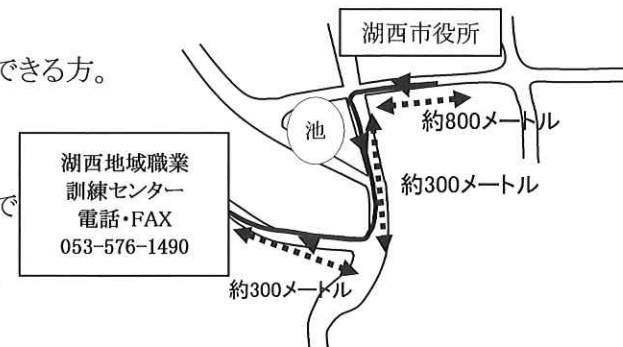 湖西市役所
できる方。
池
約800メートル
湖西地域職業
訓練センター
電話・FAX
053-576-1490
で
約300メートル
約300メートル